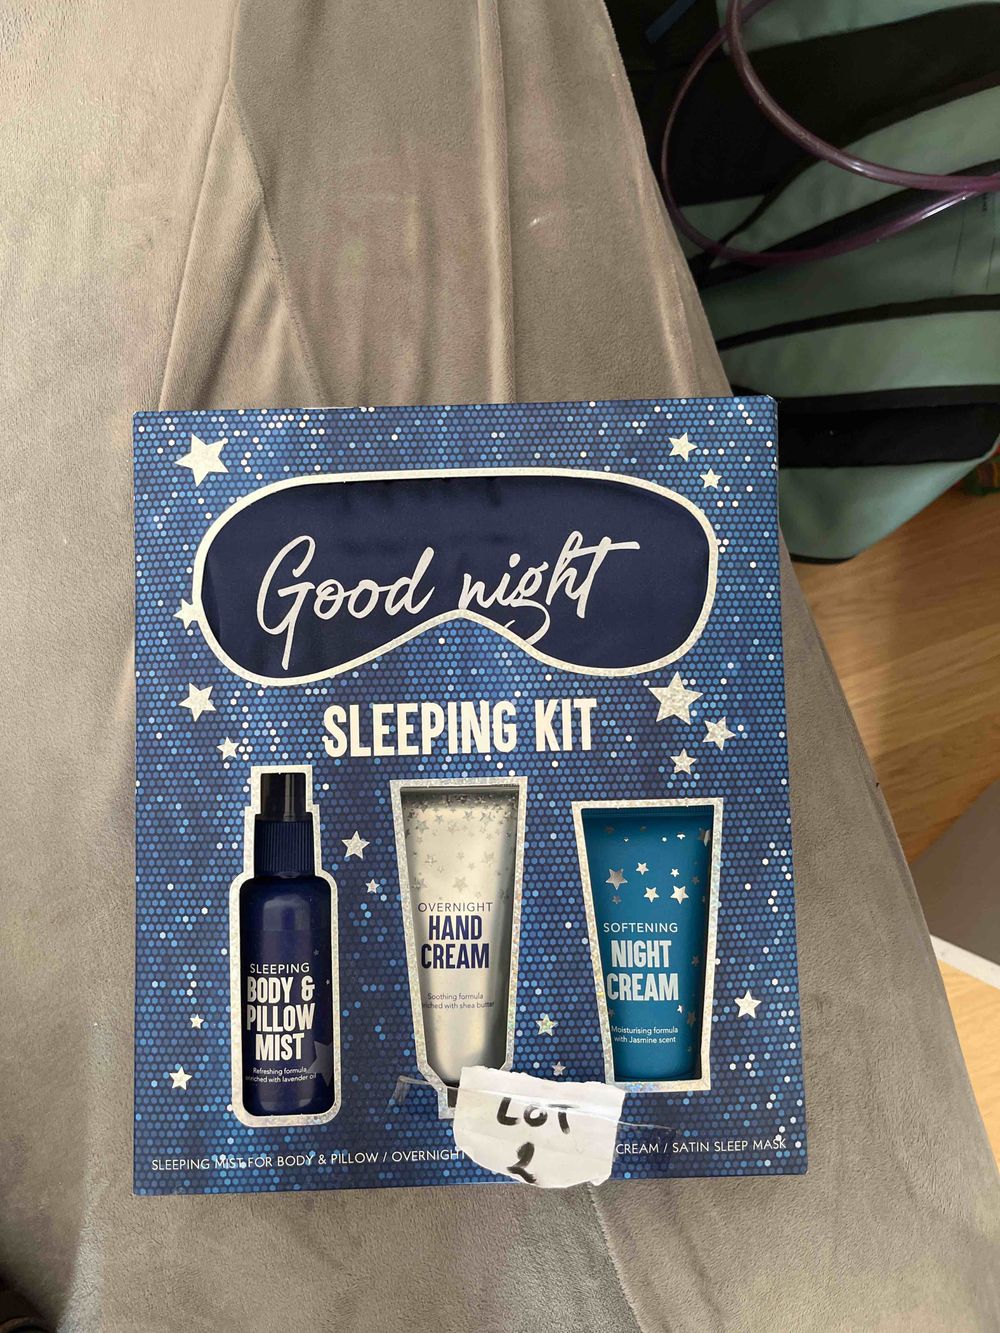 Good night
SLEEPING KIT
SLEEPING
BODY &
PILLOW
MIST
Refreshing formula
enriched with lavender oil
OVERNIGHT
HAND
CREAM
Soothing formula
enriched with shea butter
SOFTENING
NIGHT
CREAM
Moisturising formula
with Jasmine scent
LOT
2
SLEEPING MIST FOR BODY & PILLOW / OVERNIGHT CREAM / SATIN SLEEP MASK